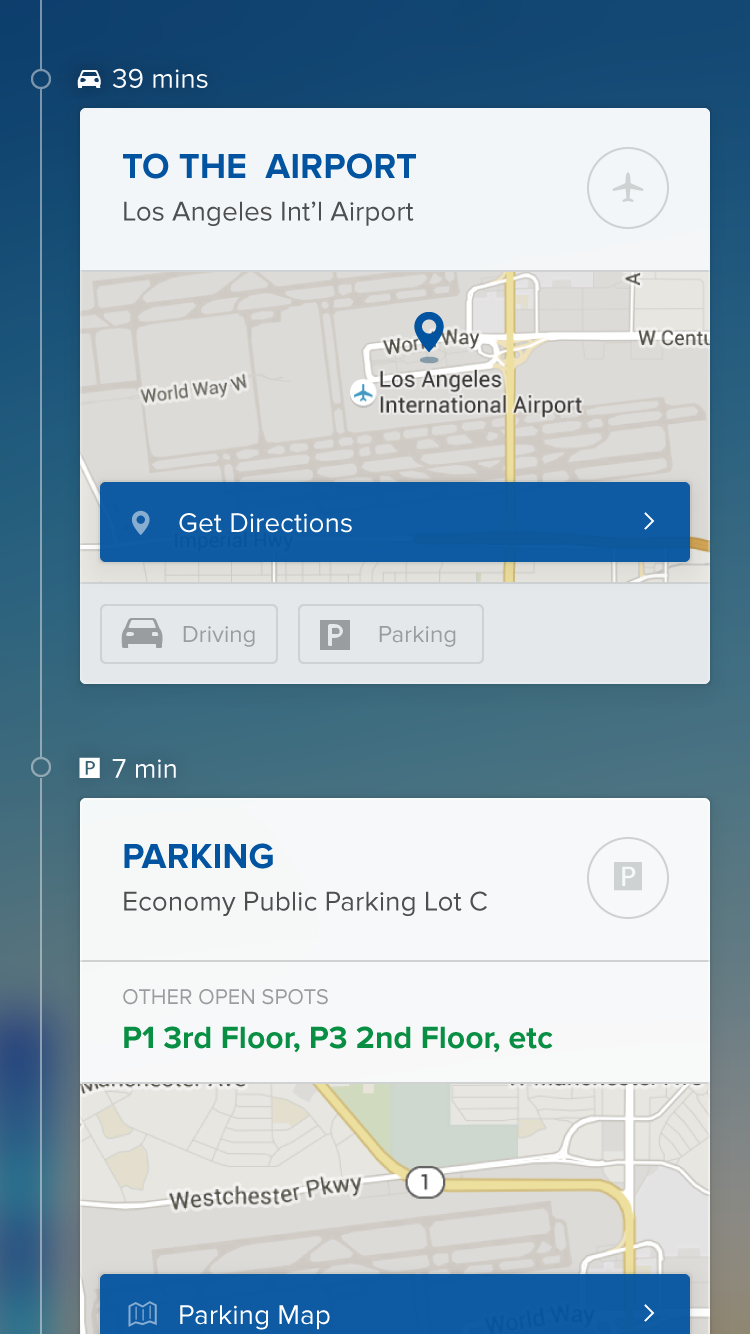 39 mins
TO THE  AIRPORT
Los Angeles Int’l Airport
A
World Way
W Centu
World Way W
Los Angeles
International Airport
Get Directions
Imperial Hwy
Driving
P Parking
P 7 min
PARKING
P
Economy Public Parking Lot C
OTHER OPEN SPOTS
P1 3rd Floor, P3 2nd Floor, etc
Manchester Ave
W Manchester Ave
1
Westchester Pkwy
World Way
Parking Map